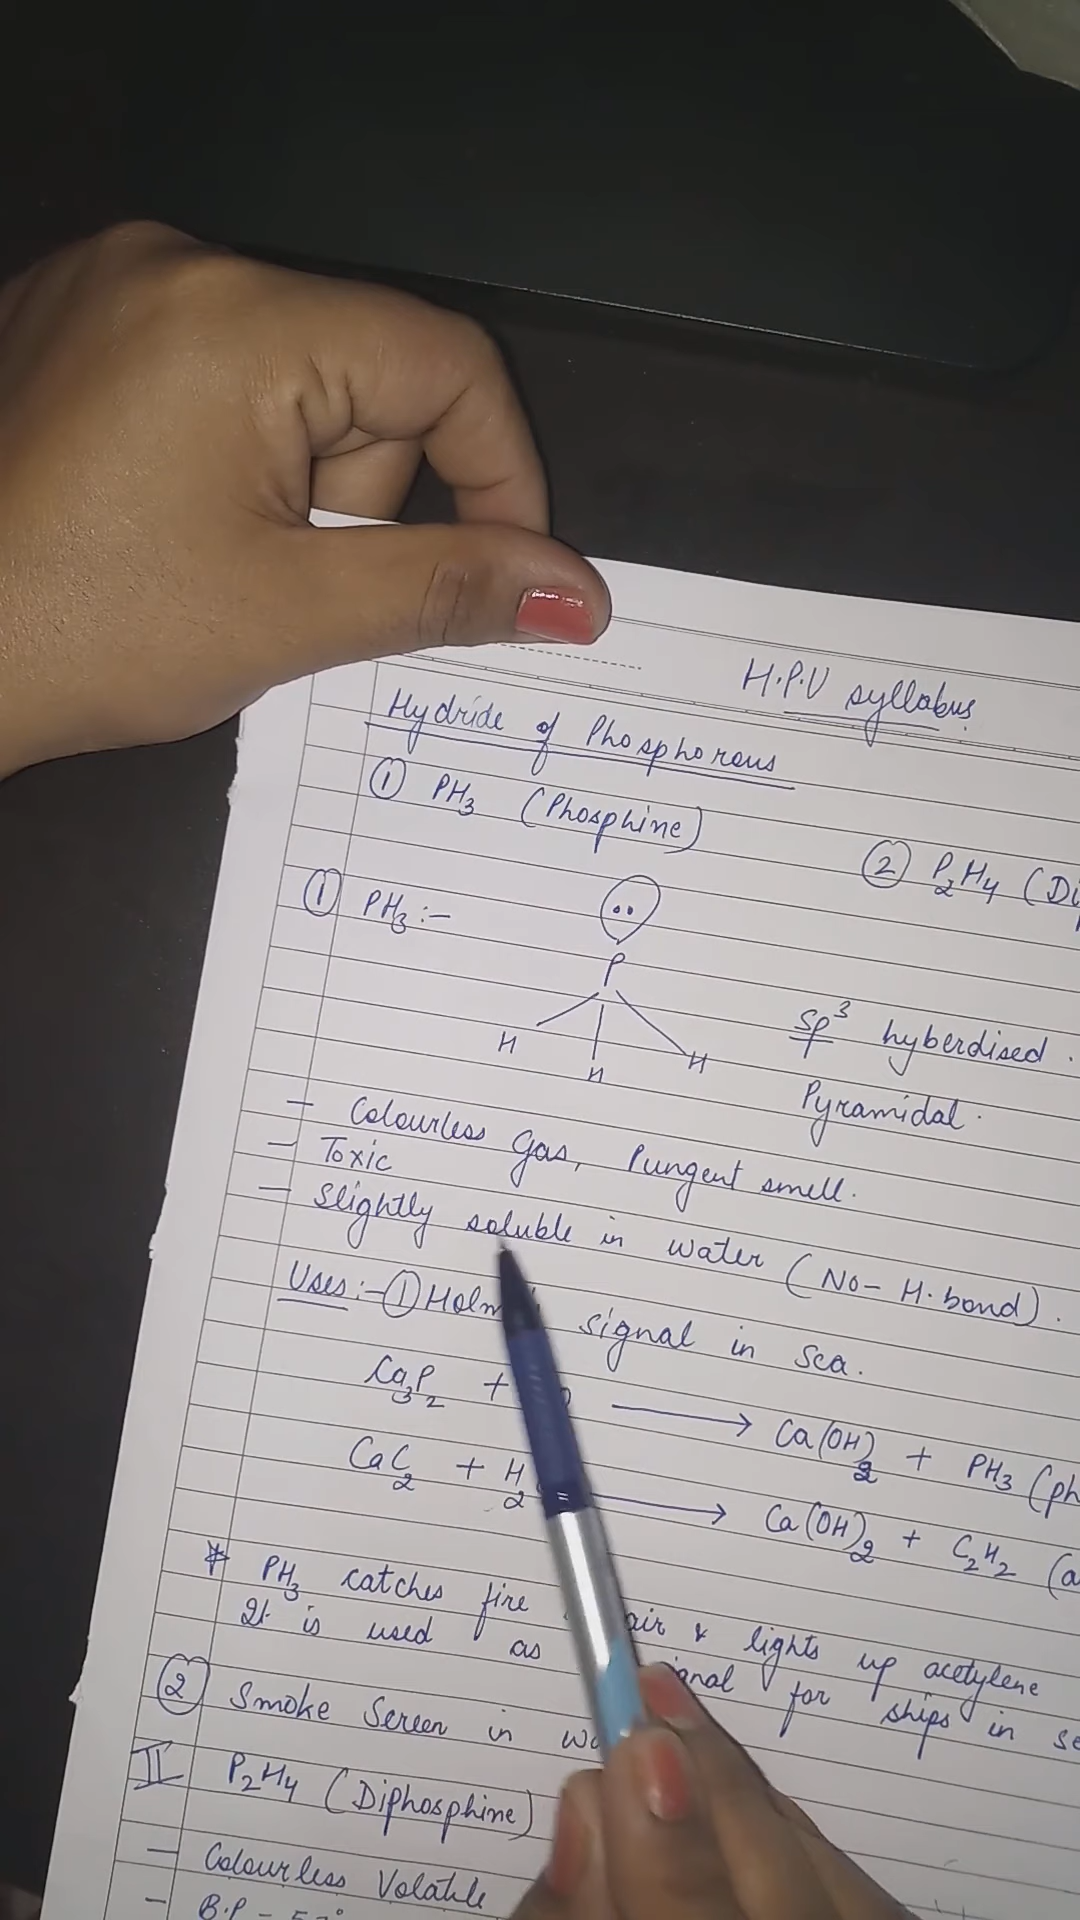 H.P.U syllabus.
Hydride of Phosphorous
① PH3 (Phosphine)
② P2H4
① PH3 :-
P
H H H
Sp3 hyberdised.
Pyramidal.
- Colourless Gas, Pungent smell.
- Toxic
- Slightly soluble in water (No- H.bond).
Uses :- ① signal in sea.
Ca3P2 + → Ca(OH)2 + PH3
CaC2 + H2 → Ca(OH)2 + C2H2
* PH3 catches fire air & lights up acetylene
It is used as for ships in
② Smoke Screen in
II P2H4 (Diphosphine)
- Colourless Volatile
- B.P -